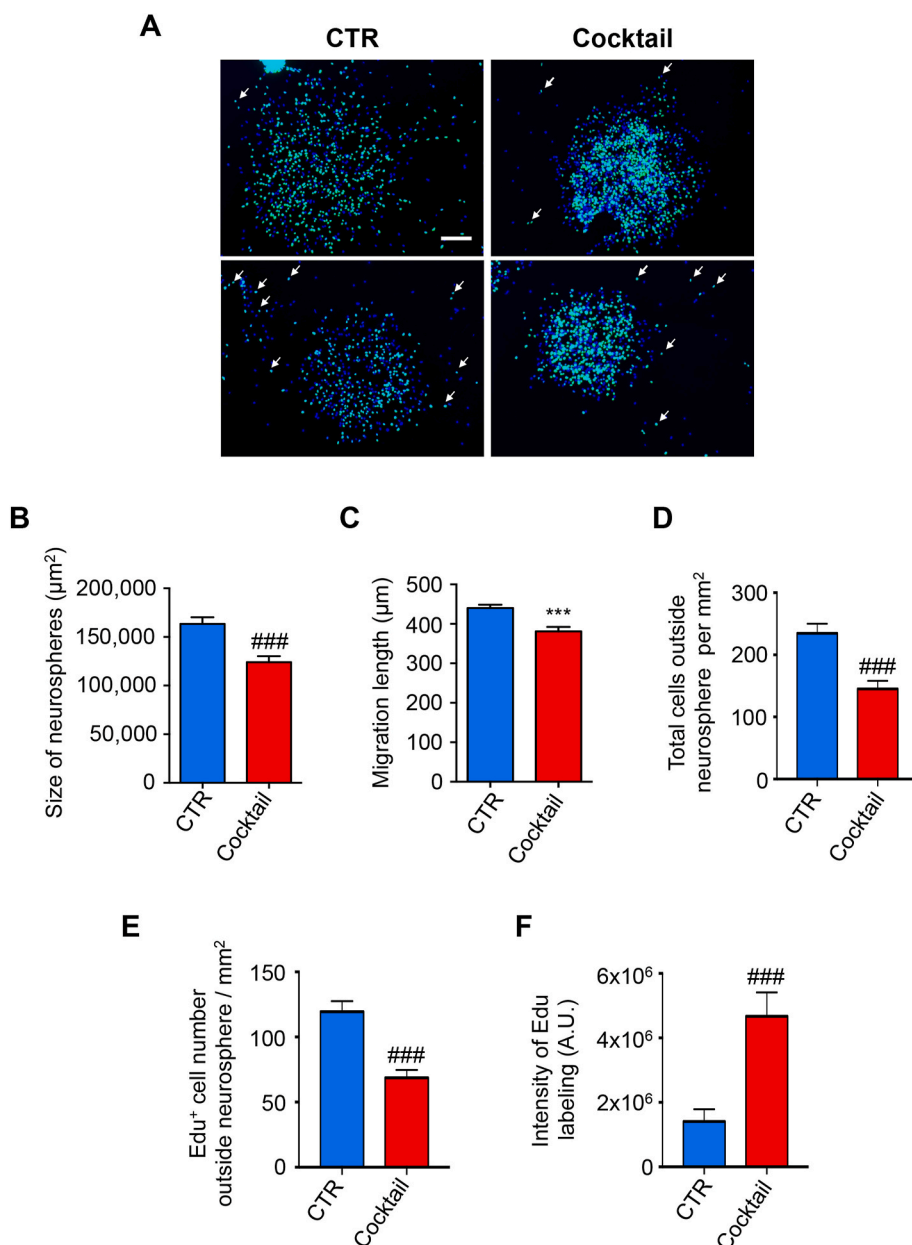 A
CTR
Cocktail
B
Size of neurospheres (µm²)
200,000
150,000
100,000
50,000
0
###
CTR
Cocktail
C
Migration length (µm)
500
400
300
200
100
0
***
CTR
Cocktail
D
Total cells outside
neurosphere per mm²
300
200
100
0
###
CTR
Cocktail
E
Edu⁺ cell number
outside neurosphere / mm²
150
100
50
0
###
CTR
Cocktail
F
Intensity of Edu
labeling (A.U.)
6x10⁶
4x10⁶
2x10⁶
0
###
CTR
Cocktail